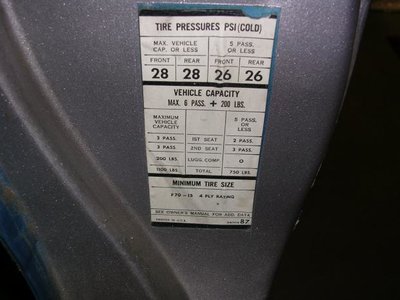 TIRE PRESSURES PSI (COLD)
MAX. VEHICLE CAP. OR LESS
5 PASS. OR LESS
FRONT REAR FRONT REAR
28 28 26 26
VEHICLE CAPACITY
MAX. 6 PASS. + 200 LBS.
MAXIMUM VEHICLE CAPACITY
5 PASS. OR LESS
3 PASS. 1ST SEAT 2 PASS.
3 PASS. 2ND SEAT 3 PASS.
200 LBS. LUGG. COMP. 0
1100 LBS. TOTAL 750 LBS.
MINIMUM TIRE SIZE
F70-15 4 PLY RATING
SEE OWNER'S MANUAL FOR ADD. DATA
PRINTED IN U.S.A.
87